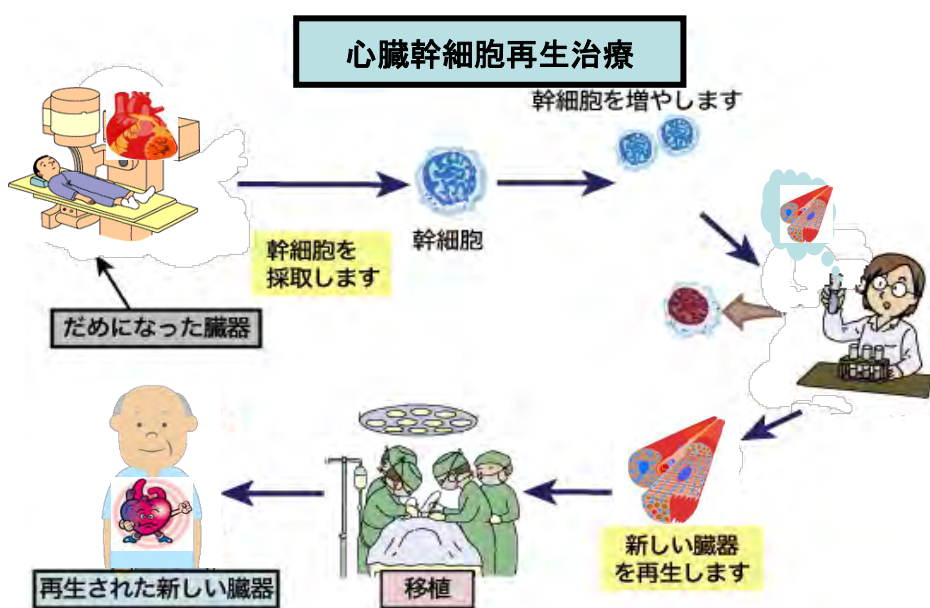 心臓幹細胞再生治療
幹細胞を増やします
幹細胞
幹細胞を
採取します
だめになった臓器
新しい臓器
を再生します
移植
再生された新しい臓器